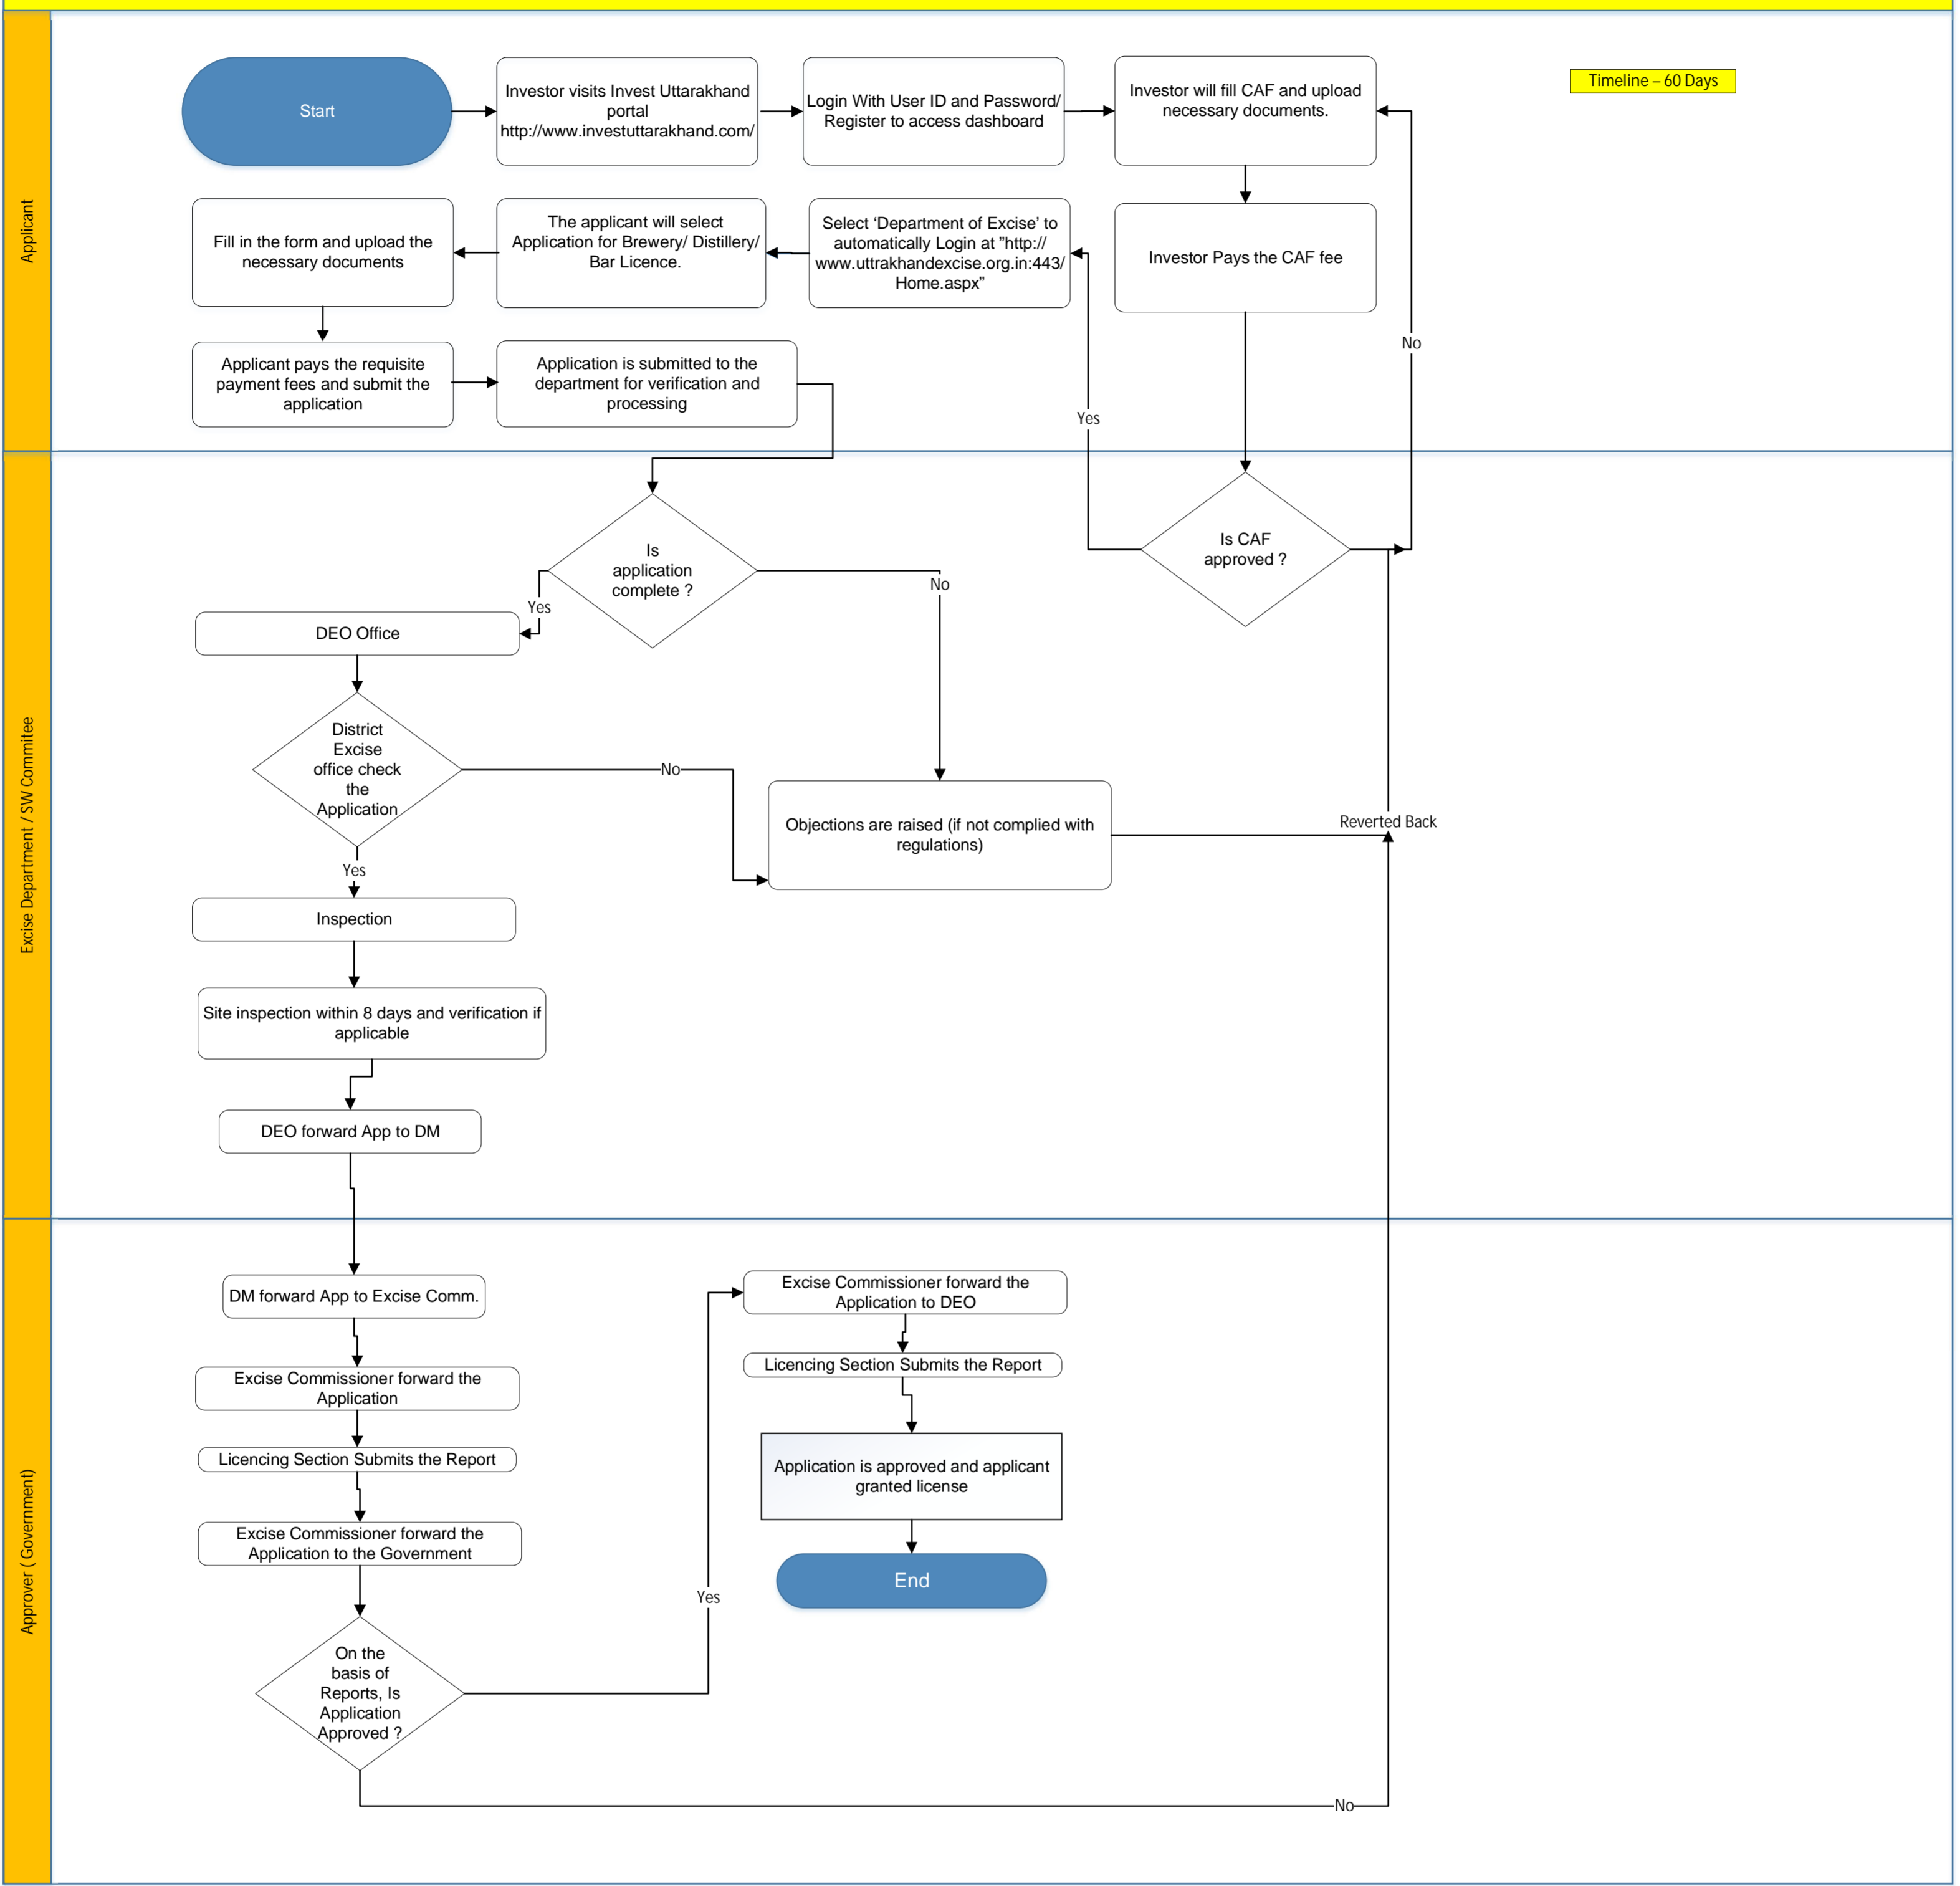 Timeline – 60 Days
Applicant
Start
Investor visits Invest Uttarakhand
portal
http://www.investuttarakhand.com/
Login With User ID and Password/
Register to access dashboard
Investor will fill CAF and upload
necessary documents.
Investor Pays the CAF fee
Select ‘Department of Excise’ to
automatically Login at ”http://
www.uttrakhandexcise.org.in:443/
Home.aspx”
The applicant will select
Application for Brewery/ Distillery/
Bar Licence.
Fill in the form and upload the
necessary documents
Applicant pays the requisite
payment fees and submit the
application
Application is submitted to the
department for verification and
processing
No
Yes
Excise Department / SW Commitee
Is CAF
approved ?
Is
application
complete ?
Yes
No
DEO Office
District
Excise
office check
the
Application
No
Yes
Objections are raised (if not complied with
regulations)
Reverted Back
Inspection
Site inspection within 8 days and verification if
applicable
DEO forward App to DM
Approver ( Government)
DM forward App to Excise Comm.
Excise Commissioner forward the
Application
Licencing Section Submits the Report
Excise Commissioner forward the
Application to the Government
On the
basis of
Reports, Is
Application
Approved ?
Yes
No
Excise Commissioner forward the
Application to DEO
Licencing Section Submits the Report
Application is approved and applicant
granted license
End